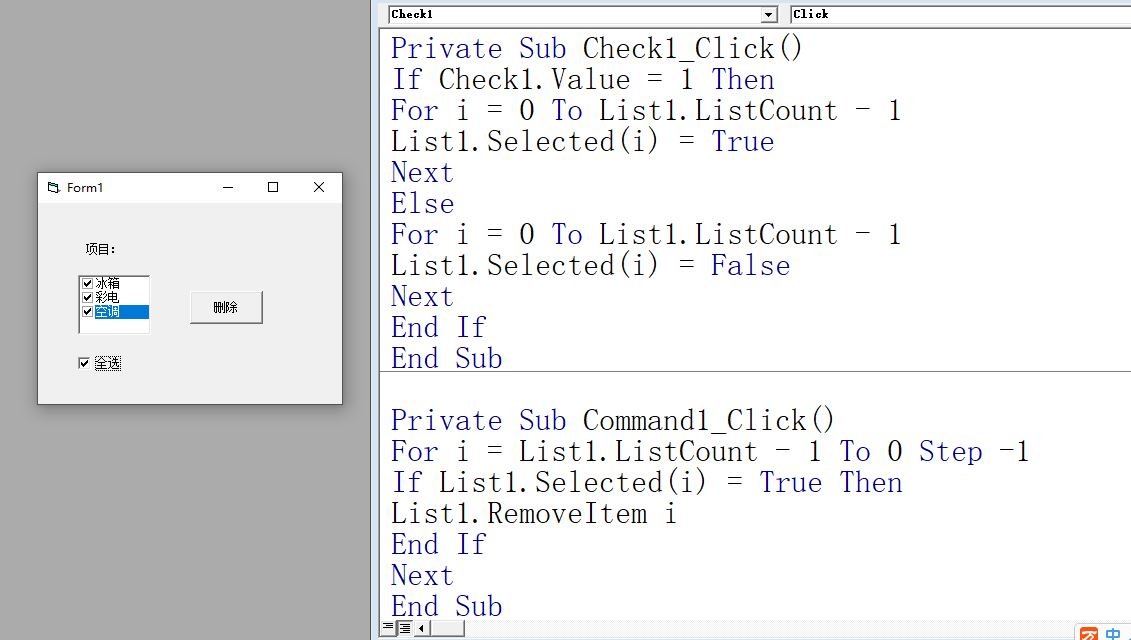 Form1
项目：
冰箱
彩电
空调
删除
全选
Check1
Click
Private Sub Check1_Click()
If Check1.Value = 1 Then
For i = 0 To List1.ListCount - 1
List1.Selected(i) = True
Next
Else
For i = 0 To List1.ListCount - 1
List1.Selected(i) = False
Next
End If
End Sub
Private Sub Command1_Click()
For i = List1.ListCount - 1 To 0 Step -1
If List1.Selected(i) = True Then
List1.RemoveItem i
End If
Next
End Sub
中